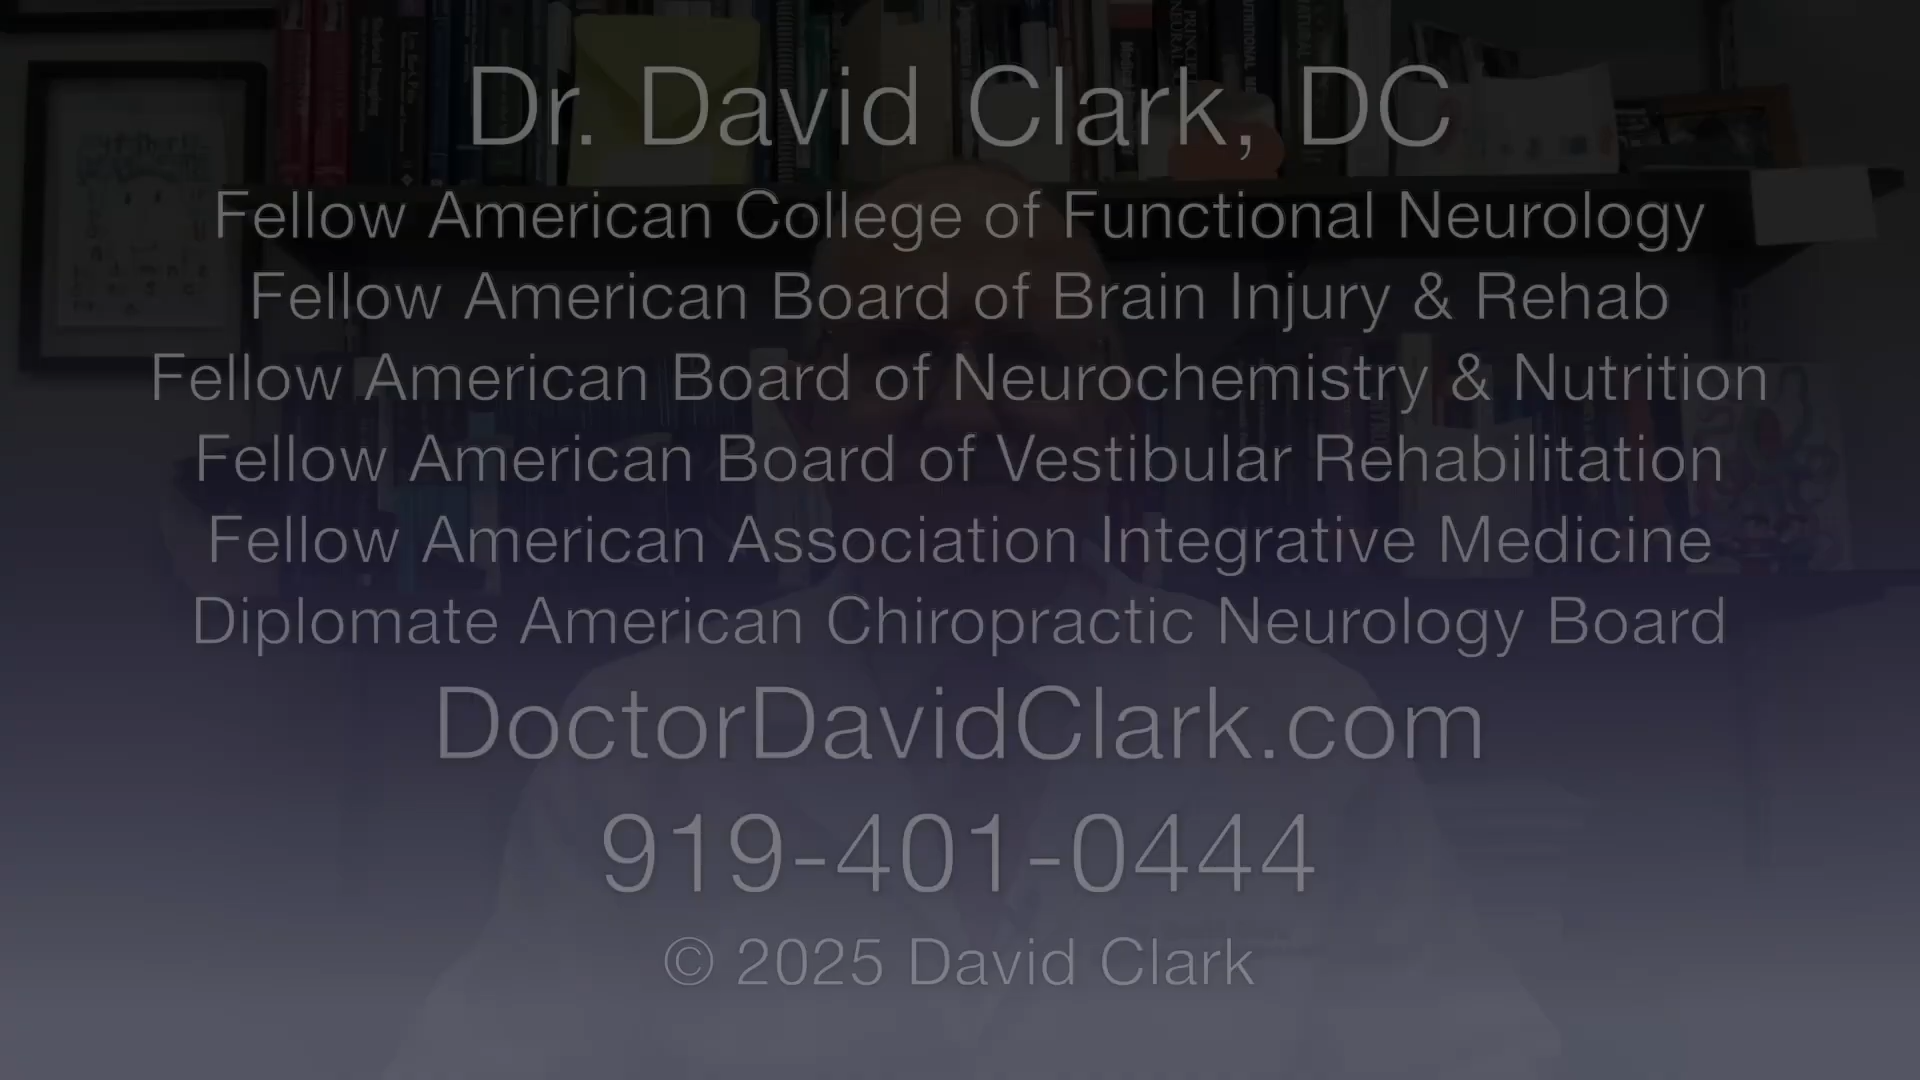 Dr. David Clark, DC
Fellow American College of Functional Neurology
Fellow American Board of Brain Injury & Rehab
Fellow American Board of Neurochemistry & Nutrition
Fellow American Board of Vestibular Rehabilitation
Fellow American Association Integrative Medicine
Diplomate American Chiropractic Neurology Board
DoctorDavidClark.com
919-401-0444
© 2025 David Clark